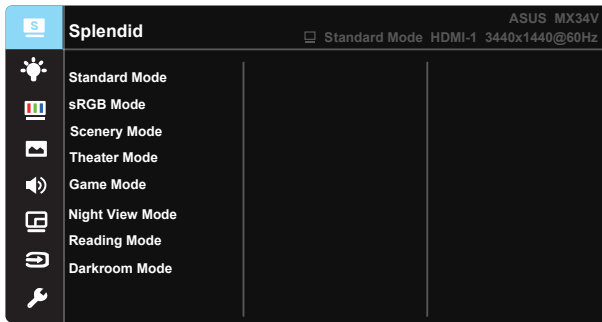 S
Splendid
ASUS MX34V
Standard Mode HDMI-1 3440x1440@60Hz
Standard Mode
sRGB Mode
Scenery Mode
Theater Mode
Game Mode
Night View Mode
Reading Mode
Darkroom Mode